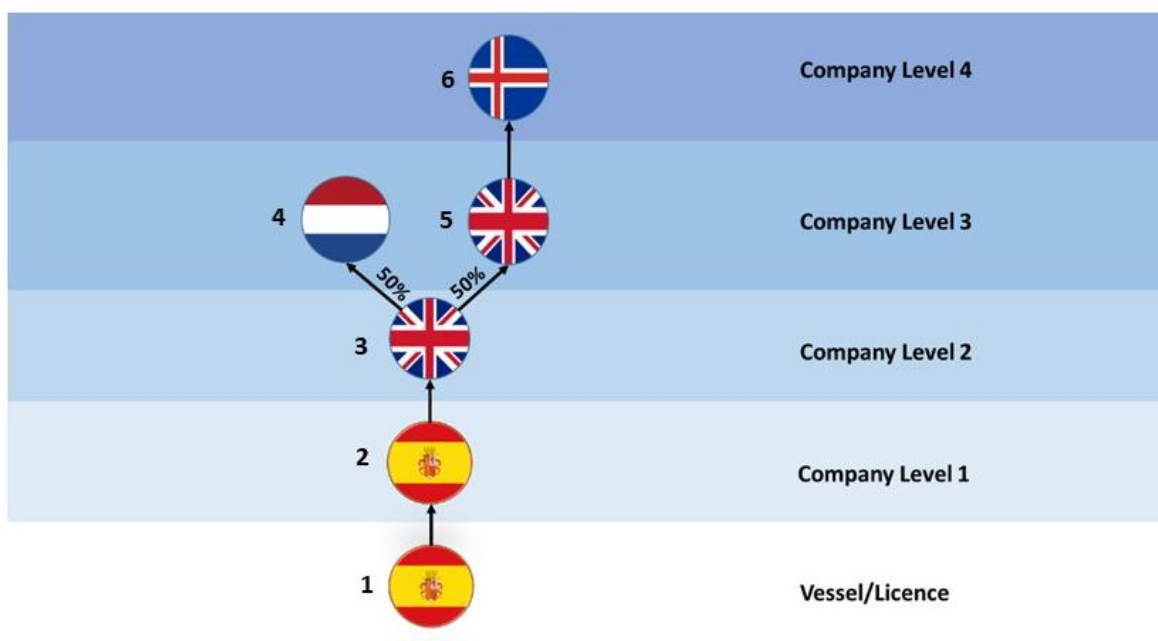 6
Company Level 4
4
5
Company Level 3
50%
50%
3
Company Level 2
2
Company Level 1
1
Vessel/Licence